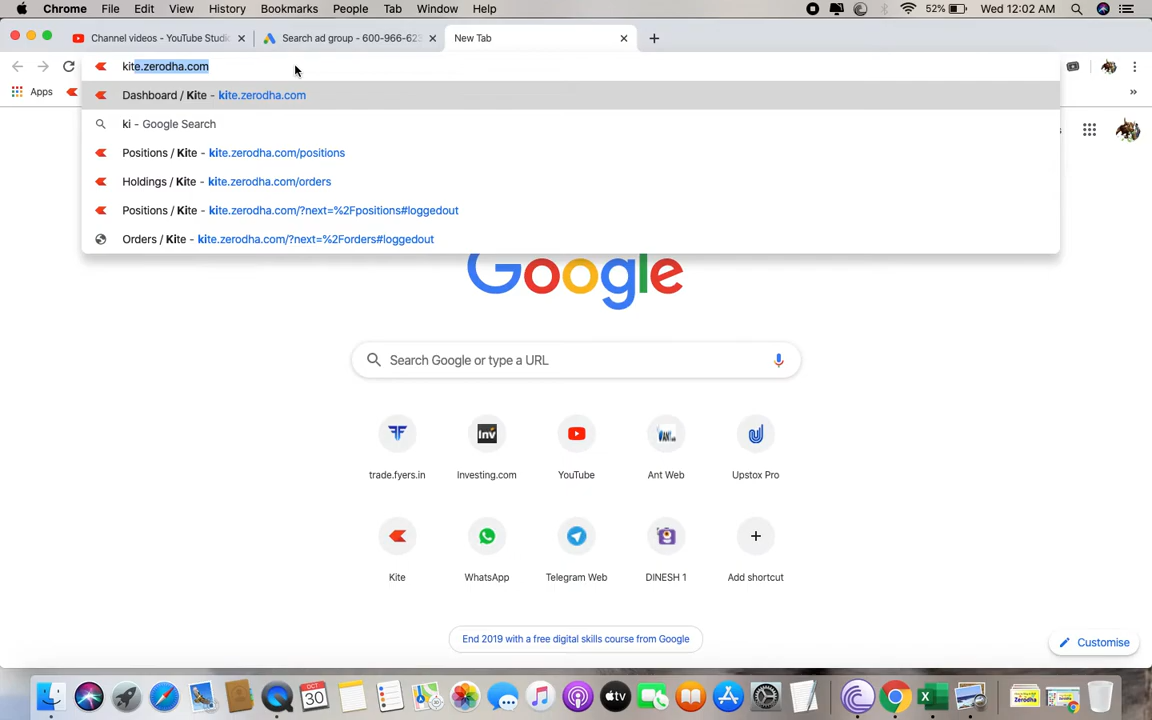 Chrome File Edit View History Bookmarks People Tab Window Help 52% Wed 12:02 AM
Channel videos - YouTube Studi Search ad group - 600-966-62 New Tab
kite.zerodha.com
Apps
Dashboard / Kite - kite.zerodha.com
ki - Google Search
Positions / Kite - kite.zerodha.com/positions
Holdings / Kite - kite.zerodha.com/orders
Positions / Kite - kite.zerodha.com/?next=%2Fpositions#loggedout
Orders / Kite - kite.zerodha.com/?next=%2Forders#loggedout
Google
Search Google or type a URL
Inv
trade.fyers.in Investing.com YouTube Ant Web Upstox Pro
Kite WhatsApp Telegram Web DINESH 1 Add shortcut
End 2019 with a free digital skills course from Google
Customise
OCT 30 tv
Zerodha